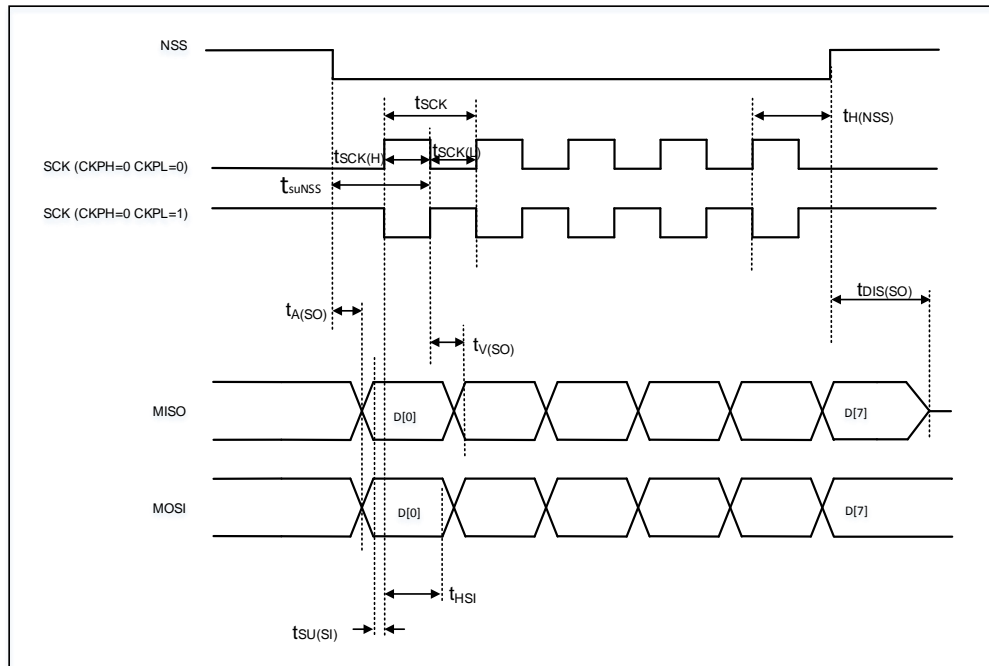 NSS
tSCK
tH(NSS)
tSCK(H)
tSCK(L)
SCK (CKPH=0 CKPL=0)
tsuNSS
SCK (CKPH=0 CKPL=1)
tDIS(SO)
tA(SO)
tV(SO)
MISO
D[0]
D[7]
MOSI
D[0]
D[7]
tHSI
tSU(SI)